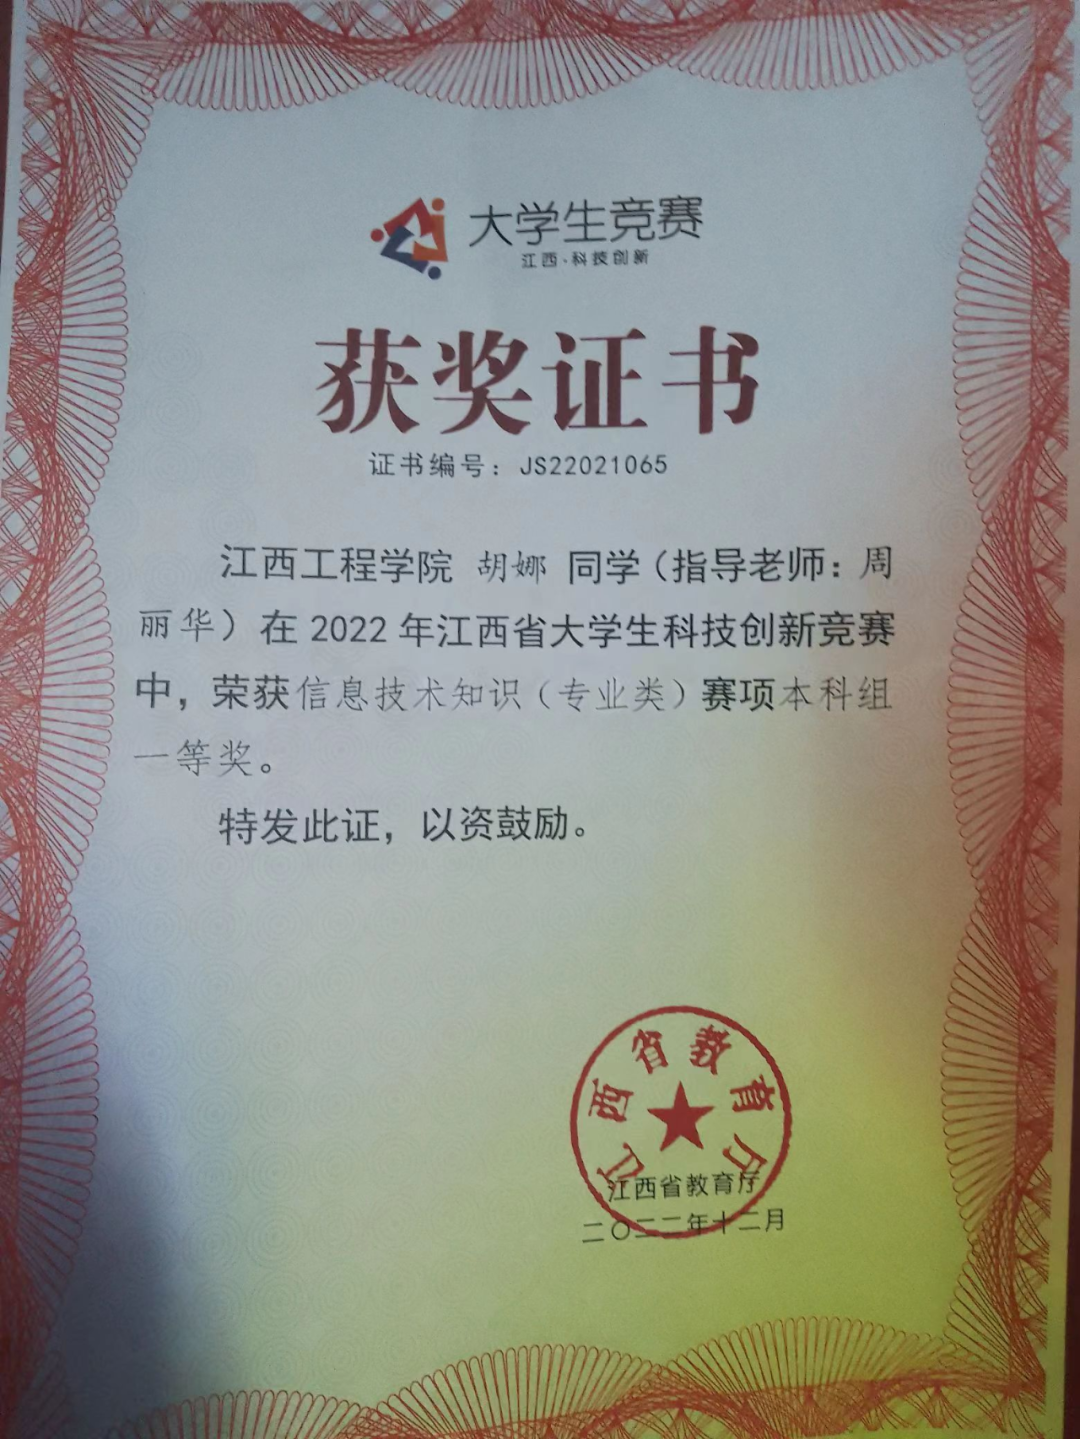 大学生竞赛
江西·科技创新
获奖证书
证书编号：JS22021065
江西工程学院 胡娜 同学（指导老师：周
丽华）在2022年江西省大学生科技创新竞赛
中，荣获信息技术知识（专业类）赛项本科组
一等奖。
特发此证，以资鼓励。
江西省教育厅
江西省教育厅
二〇二二年十二月